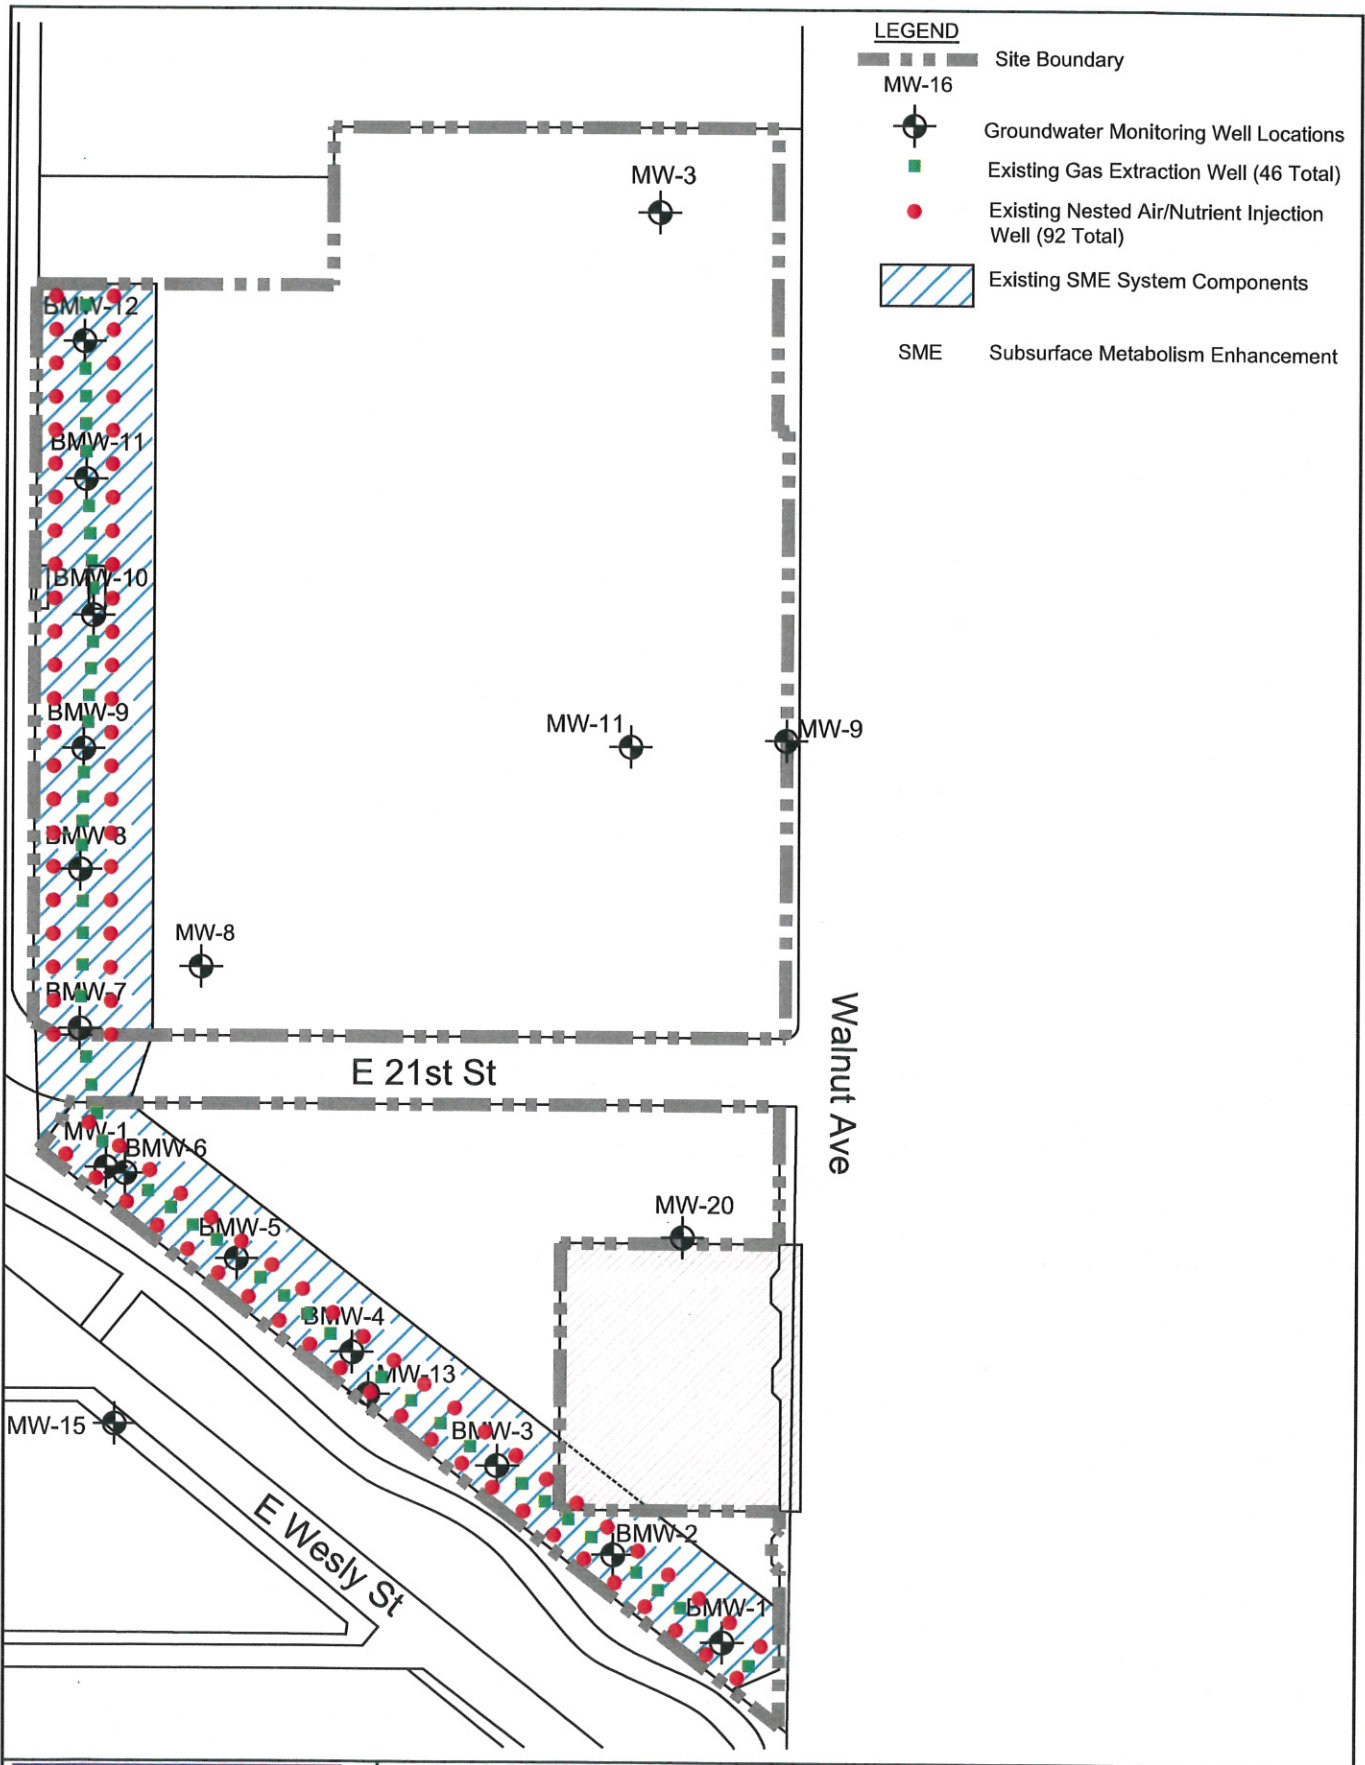 LEGEND
Site Boundary
MW-16
Groundwater Monitoring Well Locations
Existing Gas Extraction Well (46 Total)
Existing Nested Air/Nutrient Injection
Well (92 Total)
Existing SME System Components
SME Subsurface Metabolism Enhancement
MW-3
BMW-12
BMW-11
BMW-10
BMW-9
MW-11
MW-9
BMW-8
MW-8
BMW-7
E 21st St
Walnut Ave
MW-1
BMW-6
MW-20
BMW-5
BMW-4
MW-13
MW-15
BMW-3
E Wesly St
BMW-2
BMW-1